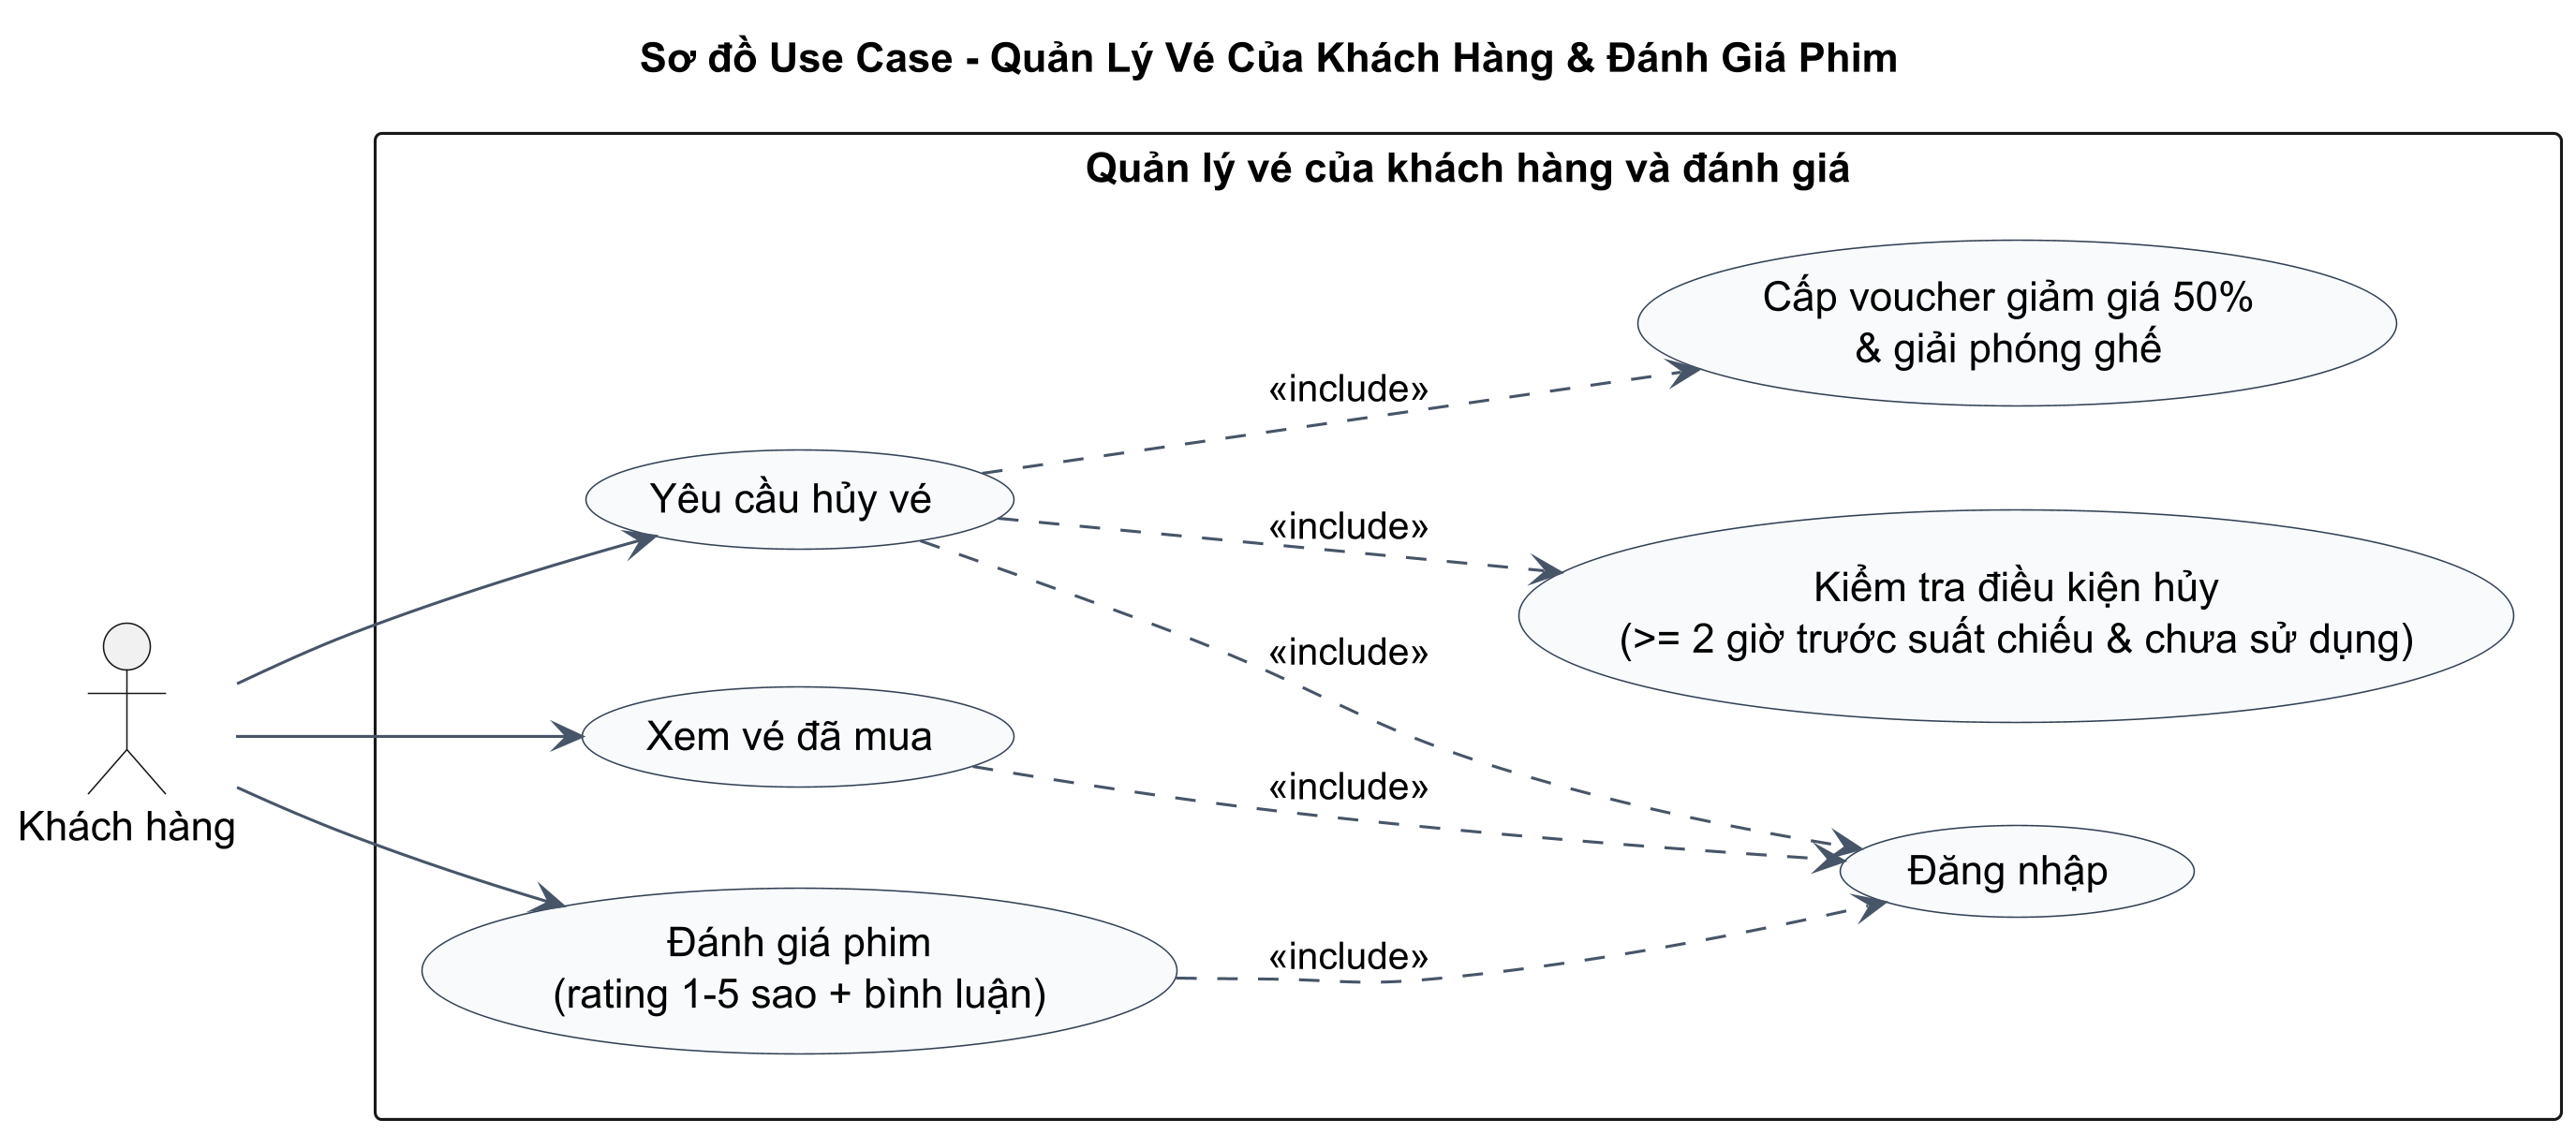 Sơ đồ Use Case - Quản Lý Vé Của Khách Hàng & Đánh Giá Phim
Quản lý vé của khách hàng và đánh giá
Cấp voucher giảm giá 50%
& giải phóng ghế
«include»
Yêu cầu hủy vé
«include»
Kiểm tra điều kiện hủy
(>= 2 giờ trước suất chiếu & chưa sử dụng)
«include»
Xem vé đã mua
«include»
Khách hàng
Đăng nhập
Đánh giá phim
(rating 1-5 sao + bình luận)
«include»